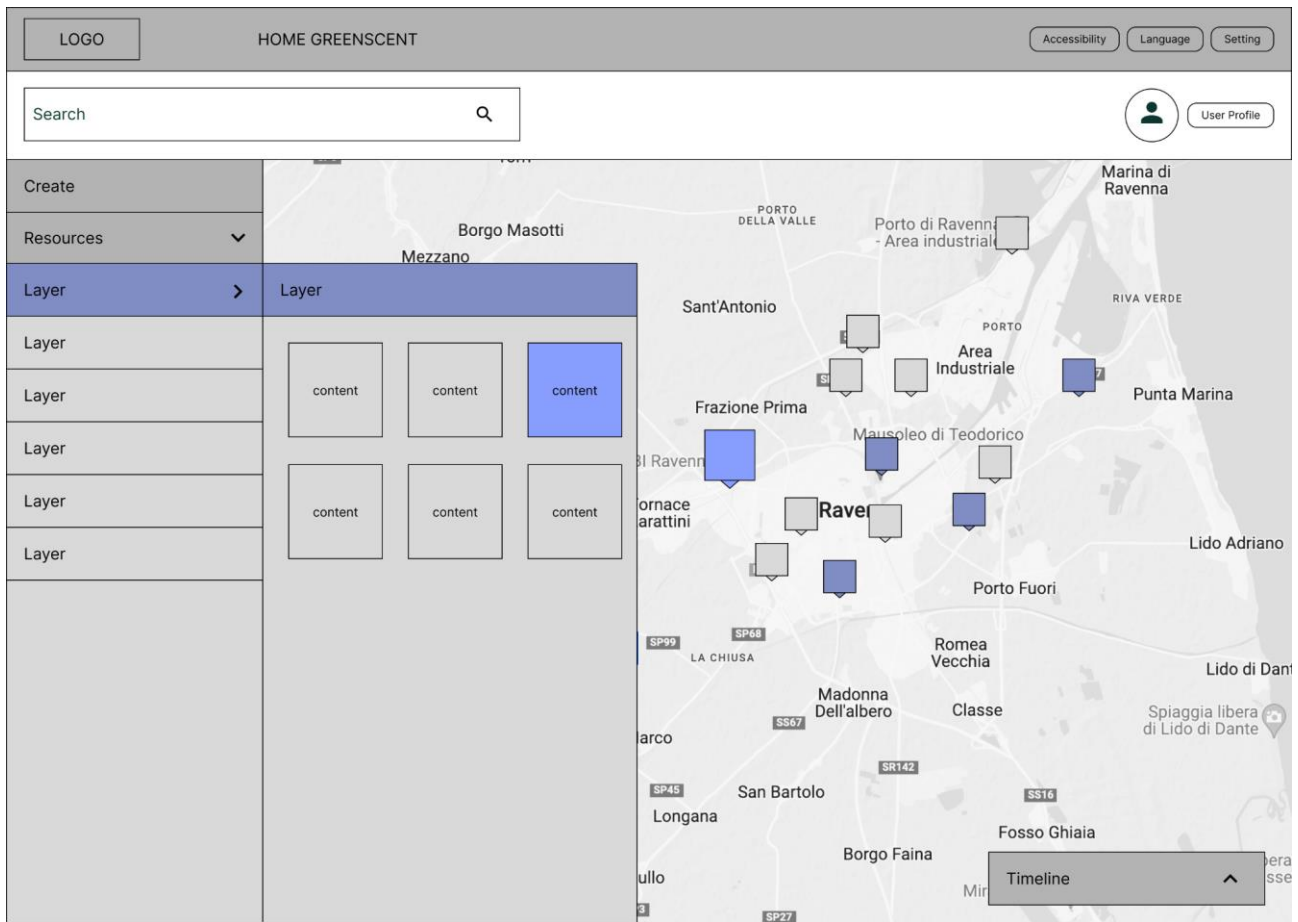 LOGO
HOME GREENSCENT
Accessibility
Language
Setting
Search
User Profile
Create
Resources
Layer
Layer
Layer
Layer
Layer
Layer
Layer
content
content
content
content
content
content
Marina di
Ravenna
PORTO
DELLA VALLE
Porto di Ravenna
- Area industriale
Borgo Masotti
Mezzano
RIVA VERDE
Sant'Antonio
PORTO
Area
Industriale
Punta Marina
Frazione Prima
Mausoleo di Teodorico
Lido Adriano
Porto Fuori
SP99
SP68
LA CHIUSA
Romea
Vecchia
Madonna
Dell'albero
Classe
Spiaggia libera
di Lido di Dante
SS67
SR142
SP45
San Bartolo
SS16
Longana
Fosso Ghiaia
Borgo Faina
Timeline
SP27